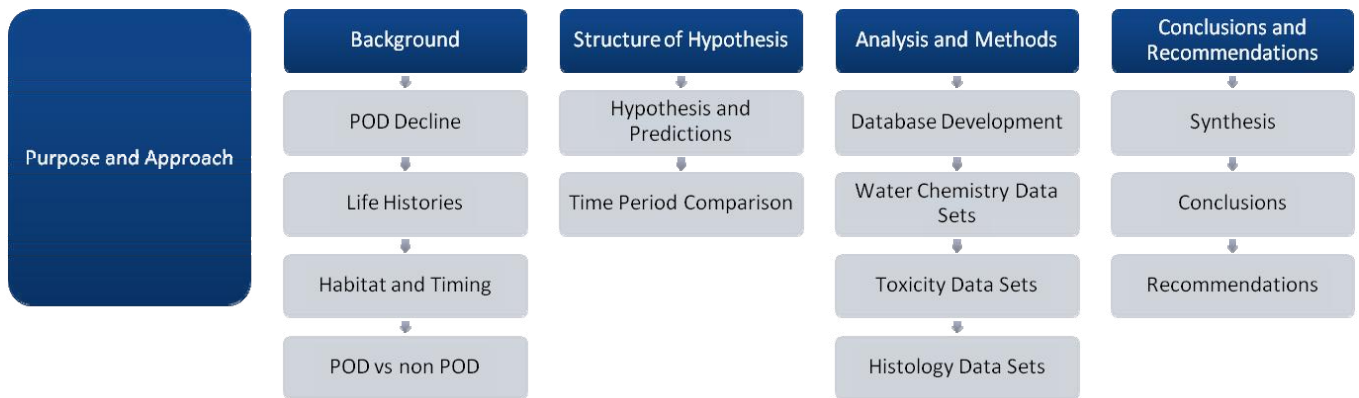 Purpose and Approach
Background
POD Decline
Life Histories
Habitat and Timing
POD vs non POD
Structure of Hypothesis
Hypothesis and
Predictions
Time Period Comparison
Analysis and Methods
Database Development
Water Chemistry Data
Sets
Toxicity Data Sets
Histology Data Sets
Conclusions and
Recommendations
Synthesis
Conclusions
Recommendations